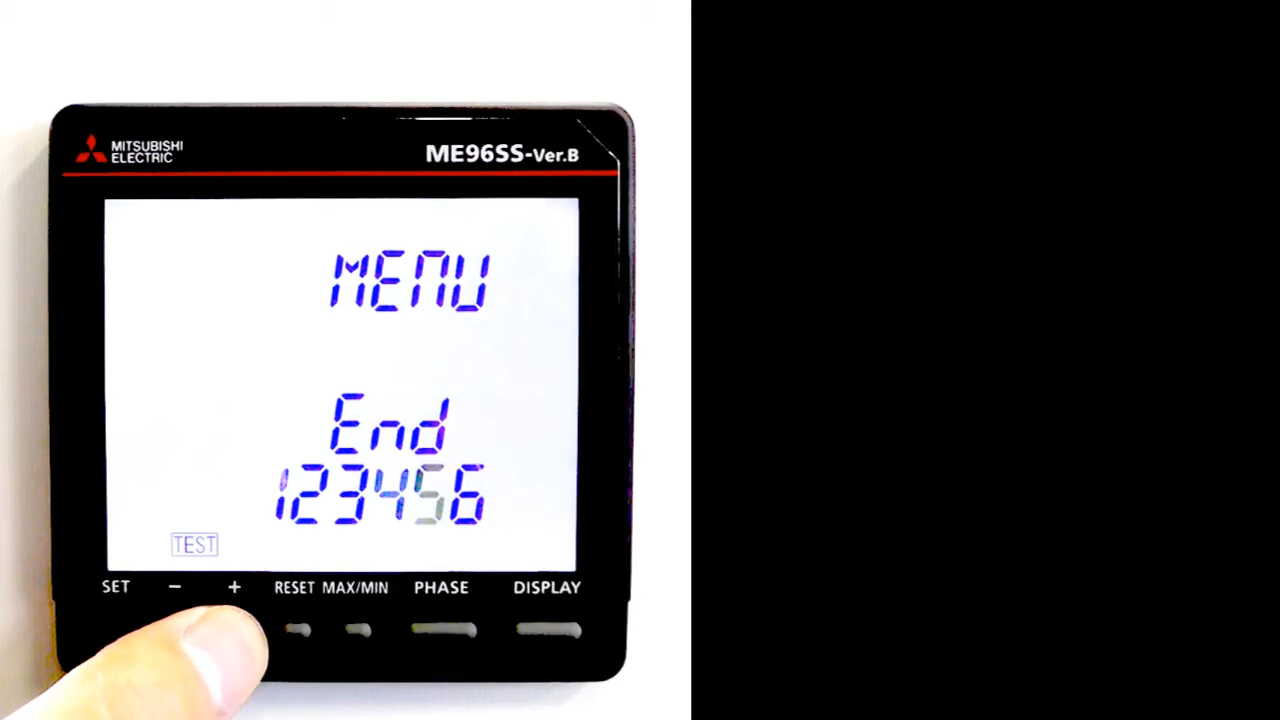 MITSUBISHI
ELECTRIC
ME96SS-Ver.B
MENU
End
123456
TEST
SET - + RESET MAX/MIN PHASE DISPLAY